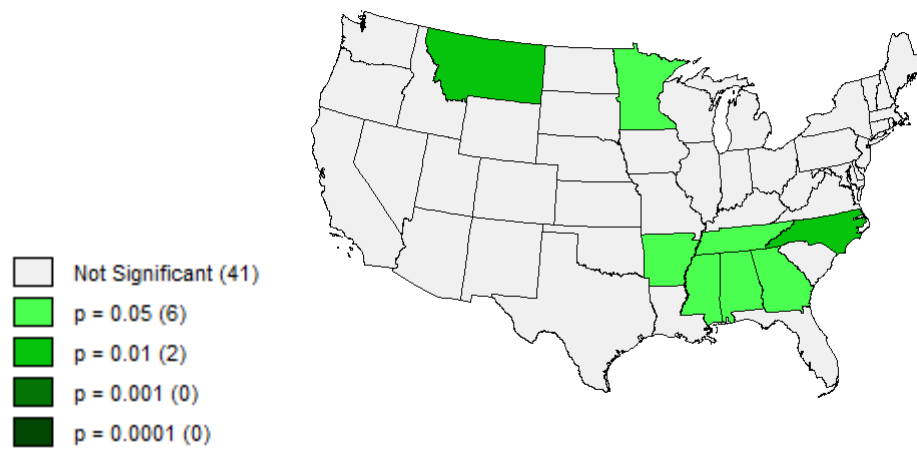 Not Significant (41)
p = 0.05 (6)
p = 0.01 (2)
p = 0.001 (0)
p = 0.0001 (0)